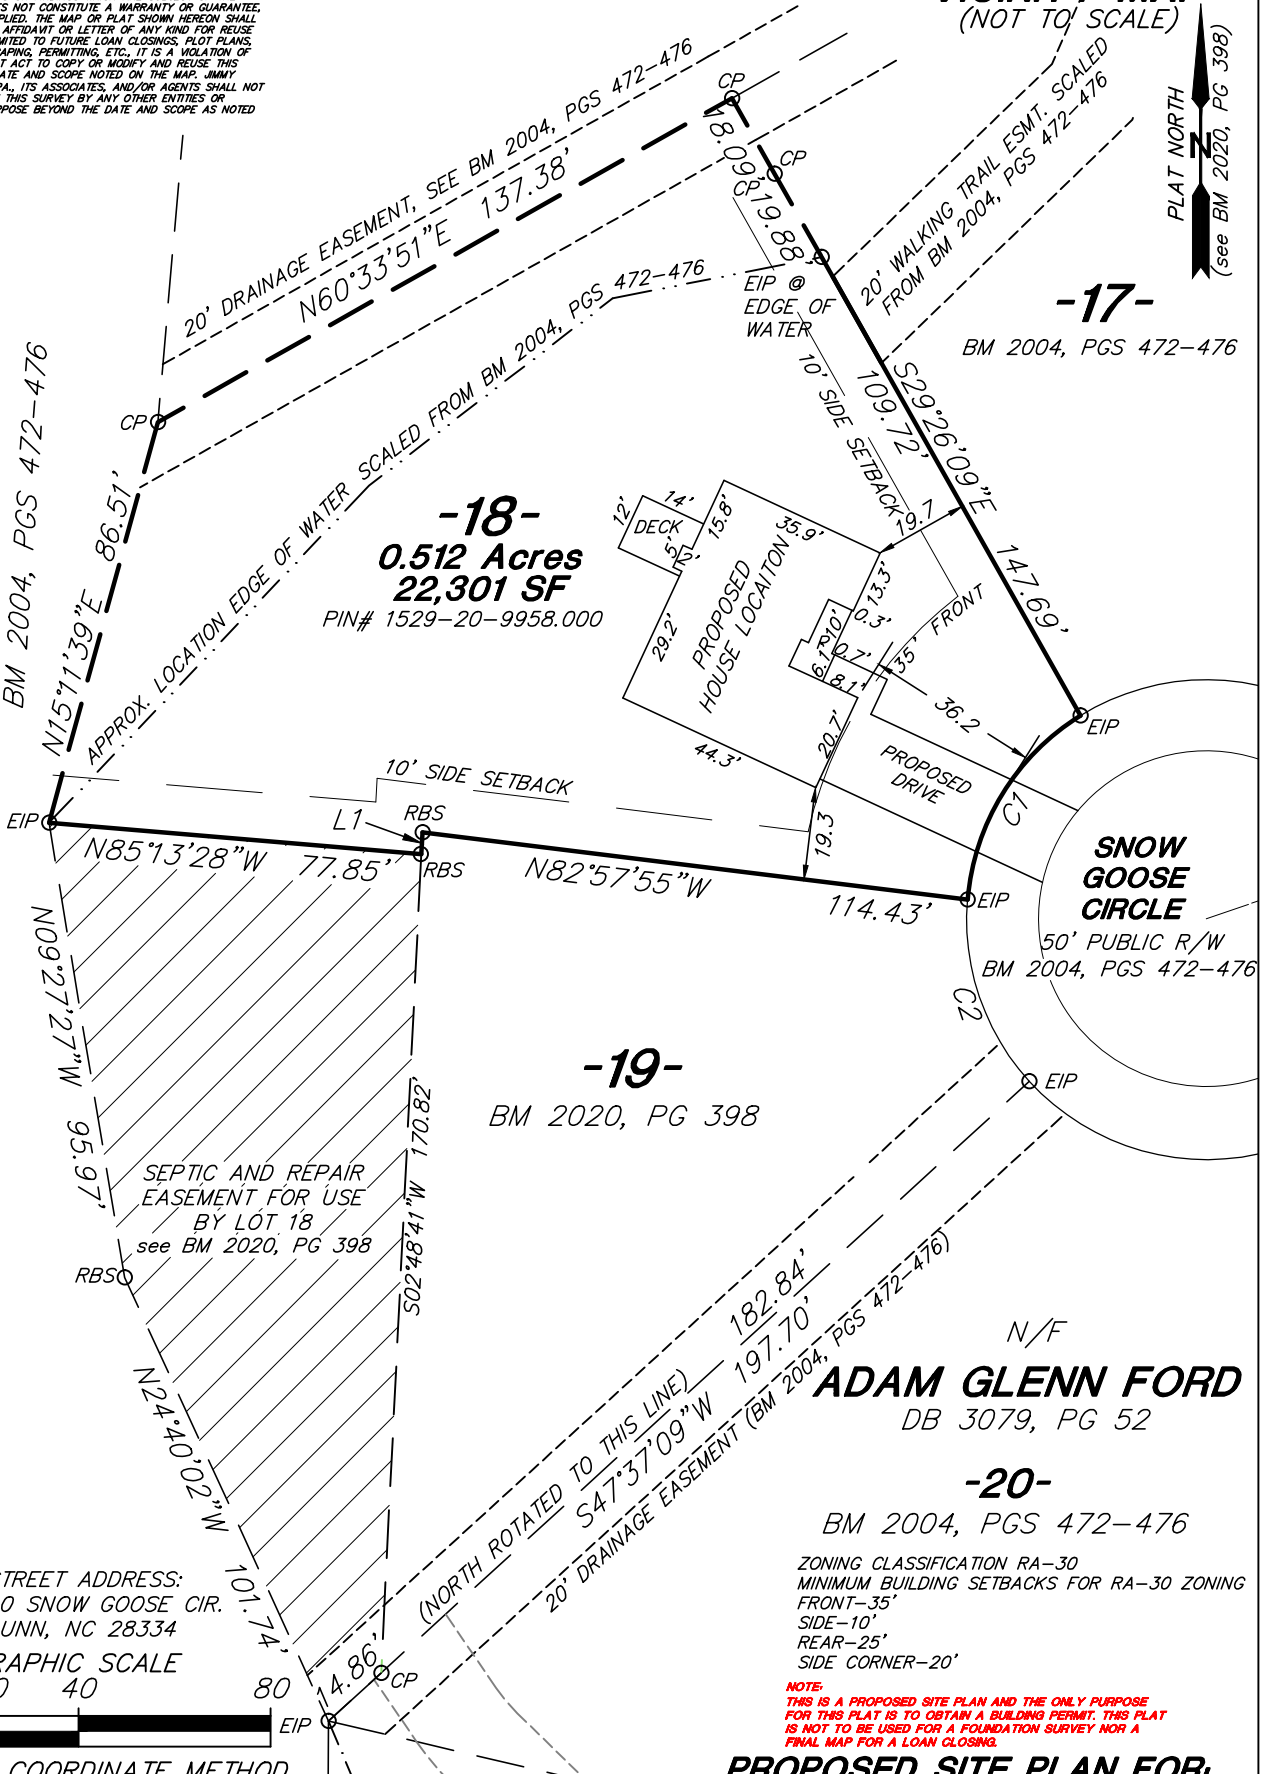 ES NOT CONSTITUTE A WARRANTY OR GUARANTEE,
PLIED. THE MAP OR PLAT SHOWN HEREON SHALL
AFFIDAVIT OR LETTER OF ANY KIND FOR REUSE
MITED TO FUTURE LOAN CLOSINGS, PLOT PLANS,
CAPING, PERMITTING, ETC., IT IS A VIOLATION OF
T ACT TO COPY OR MODIFY AND REUSE THIS
ATE AND SCOPE NOTED ON THE MAP. JIMMY
P.A., ITS ASSOCIATES, AND/OR AGENTS SHALL NOT
THIS SURVEY BY ANY OTHER ENTITIES OR
RPOSE BEYOND THE DATE AND SCOPE AS NOTED
(NOT TO SCALE)
PLAT NORTH
N
(see BM 2020, PG 398)
20' DRAINAGE EASEMENT, SEE BM 2004, PGS 472-476
N60°33'51"E 137.38'
CP
18.09'
CP
CP
19.88'
EIP @
EDGE OF
WATER
20' WALKING TRAIL ESMT. SCALED
FROM BM 2004, PGS 472-476
-17-
BM 2004, PGS 472-476
S29°26'09"E
109.72'
147.69'
10' SIDE SETBACK
BM 2004, PGS 472-476
CP
N15°11'39"E 86.51'
APPROX. LOCATION EDGE OF WATER SCALED FROM BM 2004, PGS 472-476
-18-
0.512 Acres
22,301 SF
PIN# 1529-20-9958.000
12'
14'
DECK
5'
2'
15.8'
35.9'
19.7
13.3'
0.3'
10'
2'
0.7'
6.1'
8.1'
29.2'
PROPOSED
HOUSE LOCAITON
44.3'
20.7'
35' FRONT
36.2
PROPOSED
DRIVE
19.3
EIP
C1
10' SIDE SETBACK
EIP
L1
RBS
RBS
N85°13'28"W 77.85'
N82°57'55"W
114.43'
EIP
SNOW
GOOSE
CIRCLE
50' PUBLIC R/W
BM 2004, PGS 472-476
C2
EIP
-19-
BM 2020, PG 398
N09°27'27"W 95.97'
S02°48'41"W 170.82'
SEPTIC AND REPAIR
EASEMENT FOR USE
BY LOT 18
see BM 2020, PG 398
RBS
N24°40'02"W 101.74'
182.84'
197.70'
(NORTH ROTATED TO THIS LINE)
S47°37'09"W
20' DRAINAGE EASEMENT (BM 2004, PGS 472-476)
14.86'
CP
EIP
N/F
ADAM GLENN FORD
DB 3079, PG 52
-20-
BM 2004, PGS 472-476
ZONING CLASSIFICATION RA-30
MINIMUM BUILDING SETBACKS FOR RA-30 ZONING
FRONT-35'
SIDE-10'
REAR-25'
SIDE CORNER-20'
NOTE:
THIS IS A PROPOSED SITE PLAN AND THE ONLY PURPOSE
FOR THIS PLAT IS TO OBTAIN A BUILDING PERMIT. THIS PLAT
IS NOT TO BE USED FOR A FOUNDATION SURVEY NOR A
FINAL MAP FOR A LOAN CLOSING.
PROPOSED SITE PLAN FOR:
STREET ADDRESS:
0 SNOW GOOSE CIR.
UNN, NC 28334
RAPHIC SCALE
0 40 80
COORDINATE METHOD